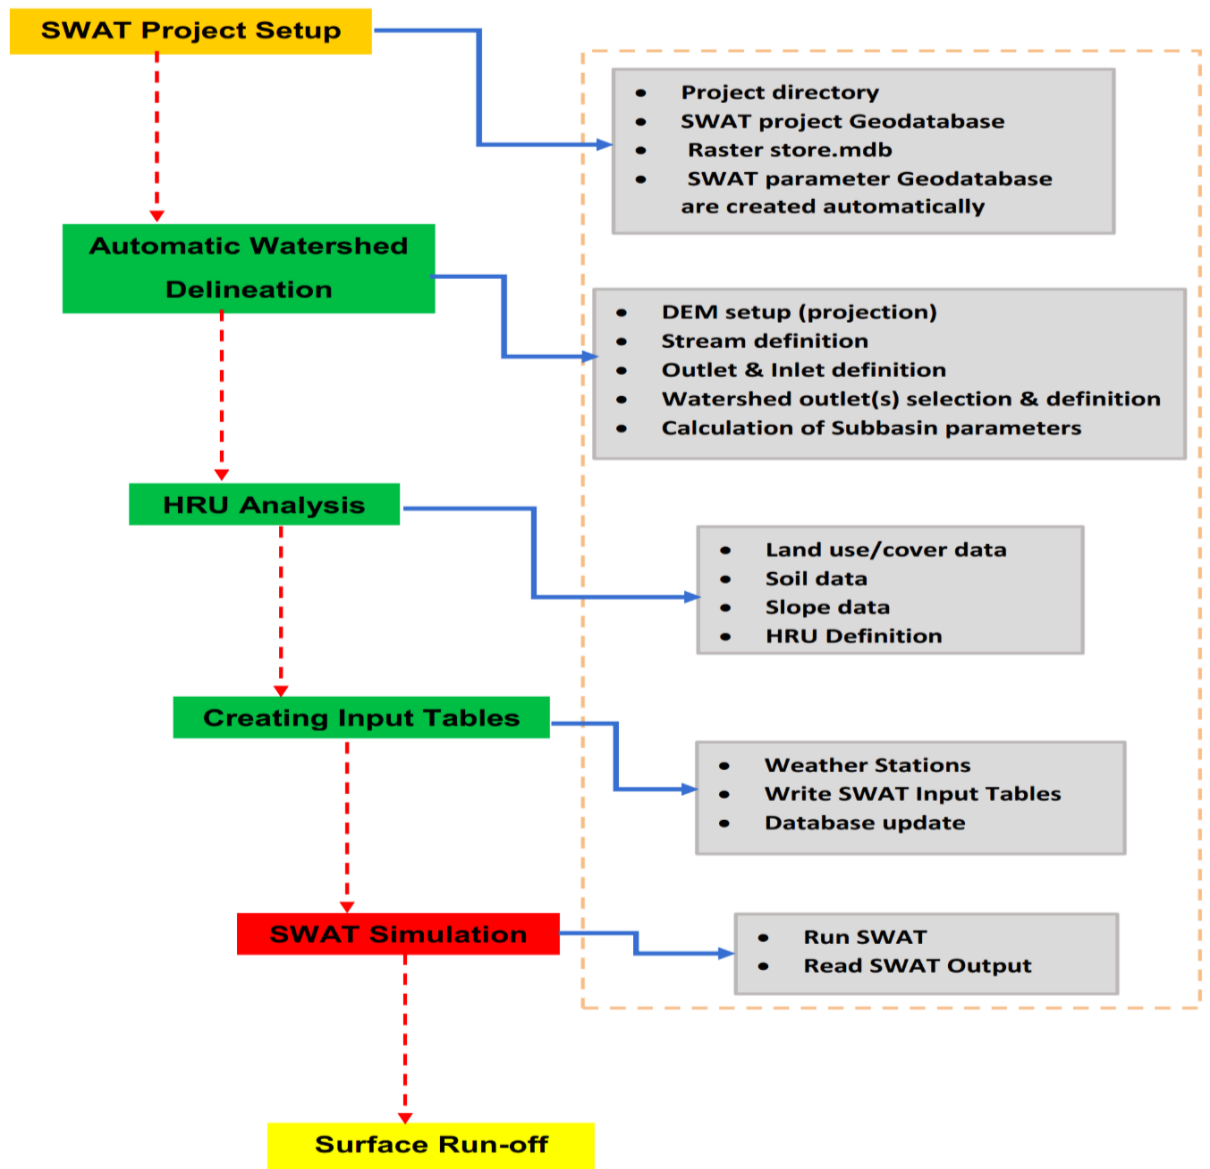 SWAT Project Setup
• Project directory
• SWAT project Geodatabase
• Raster store.mdb
• SWAT parameter Geodatabase
are created automatically
Automatic Watershed
Delineation
• DEM setup (projection)
• Stream definition
• Outlet & Inlet definition
• Watershed outlet(s) selection & definition
• Calculation of Subbasin parameters
HRU Analysis
• Land use/cover data
• Soil data
• Slope data
• HRU Definition
Creating Input Tables
• Weather Stations
• Write SWAT Input Tables
• Database update
SWAT Simulation
• Run SWAT
• Read SWAT Output
Surface Run-off